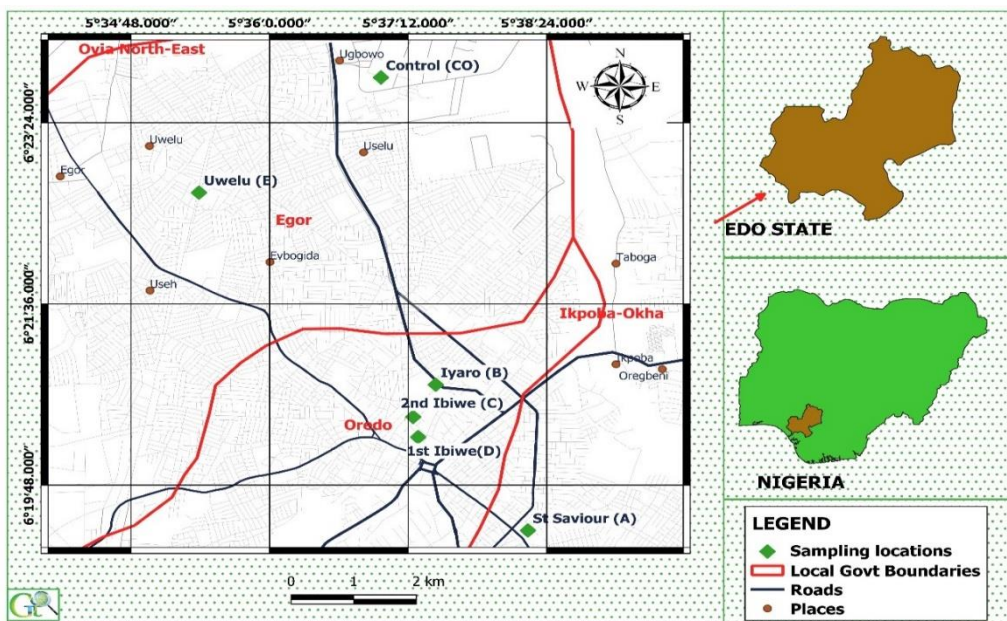 5°34'48.000" 5°36'0.000" 5°37'12.000" 5°38'24.000"
Ovia-North-East
Ugbowo
Control (CO)
N
W E
S
6°23'24.000"
Uwelu
Uselu
Egor
Uwelu (E)
Egor
Evbogida
Taboga
Useh
6°21'36.000"
Ikpoba-Okha
Ikpoba
Oregbeni
Iyaro (B)
2nd Ibiwe (C)
Oredo
1st Ibiwe(D)
6°19'48.000"
St Saviour (A)
0 1 2 km
EDO STATE
NIGERIA
LEGEND
Sampling locations
Local Govt Boundaries
Roads
Places